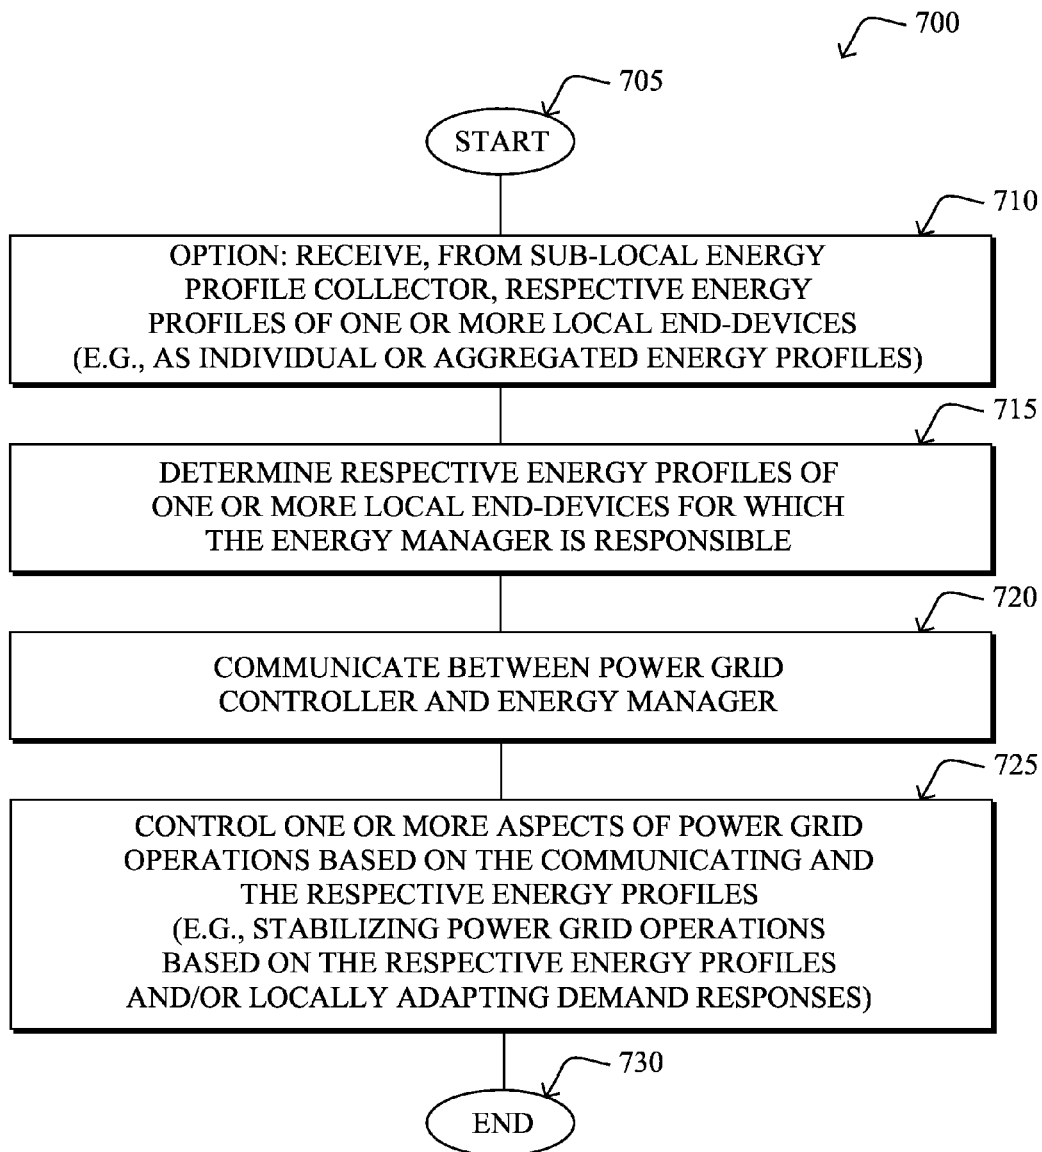 700
705
START
710
OPTION: RECEIVE, FROM SUB-LOCAL ENERGY
PROFILE COLLECTOR, RESPECTIVE ENERGY
PROFILES OF ONE OR MORE LOCAL END-DEVICES
(E.G., AS INDIVIDUAL OR AGGREGATED ENERGY PROFILES)
715
DETERMINE RESPECTIVE ENERGY PROFILES OF
ONE OR MORE LOCAL END-DEVICES FOR WHICH
THE ENERGY MANAGER IS RESPONSIBLE
720
COMMUNICATE BETWEEN POWER GRID
CONTROLLER AND ENERGY MANAGER
725
CONTROL ONE OR MORE ASPECTS OF POWER GRID
OPERATIONS BASED ON THE COMMUNICATING AND
THE RESPECTIVE ENERGY PROFILES
(E.G., STABILIZING POWER GRID OPERATIONS
BASED ON THE RESPECTIVE ENERGY PROFILES
AND/OR LOCALLY ADAPTING DEMAND RESPONSES)
730
END